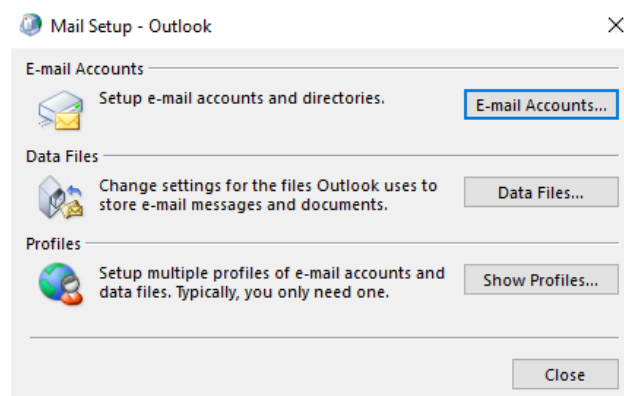 Mail Setup - Outlook
E-mail Accounts
Setup e-mail accounts and directories.
E-mail Accounts...
Data Files
Change settings for the files Outlook uses to
store e-mail messages and documents.
Data Files...
Profiles
Setup multiple profiles of e-mail accounts and
data files. Typically, you only need one.
Show Profiles...
Close